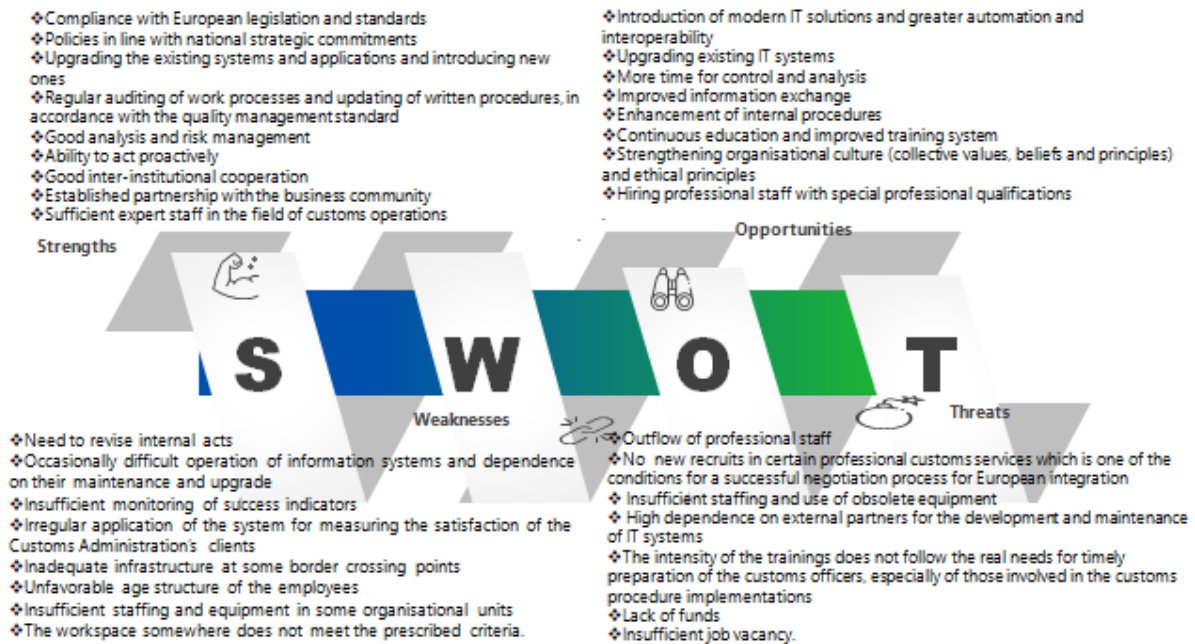 ❖Compliance with European legislation and standards
❖Policies in line with national strategic commitments
❖Upgrading the existing systems and applications and introducing new
ones
❖Regular auditing of work processes and updating of written procedures, in
accordance with the quality management standard
❖Good analysis and risk management
❖Ability to act proactively
❖Good inter-institutional cooperation
❖Established partnership with the business community
❖Sufficient expert staff in the field of customs operations
Strengths
❖Introduction of modern IT solutions and greater automation and
interoperability
❖Upgrading existing IT systems
❖More time for control and analysis
❖Improved information exchange
❖Enhancement of internal procedures
❖Continuous education and improved training system
❖Strengthening organisational culture (collective values, beliefs and principles)
and ethical principles
❖Hiring professional staff with special professional qualifications
Opportunities
S W O T
Weaknesses
❖Need to revise internal acts
❖Occasionally difficult operation of information systems and dependence
on their maintenance and upgrade
❖Insufficient monitoring of success indicators
❖Irregular application of the system for measuring the satisfaction of the
Customs Administration's clients
❖Inadequate infrastructure at some border crossing points
❖Unfavorable age structure of the employees
❖Insufficient staffing and equipment in some organisational units
❖The workspace somewhere does not meet the prescribed criteria.
Threats
❖Outflow of professional staff
❖No new recruits in certain professional customs services which is one of the
conditions for a successful negotiation process for European integration
❖ Insufficient staffing and use of obsolete equipment
❖ High dependence on external partners for the development and maintenance
of IT systems
❖The intensity of the trainings does not follow the real needs for timely
preparation of the customs officers, especially of those involved in the customs
procedure implementations
❖Lack of funds
❖Insufficient job vacancy.